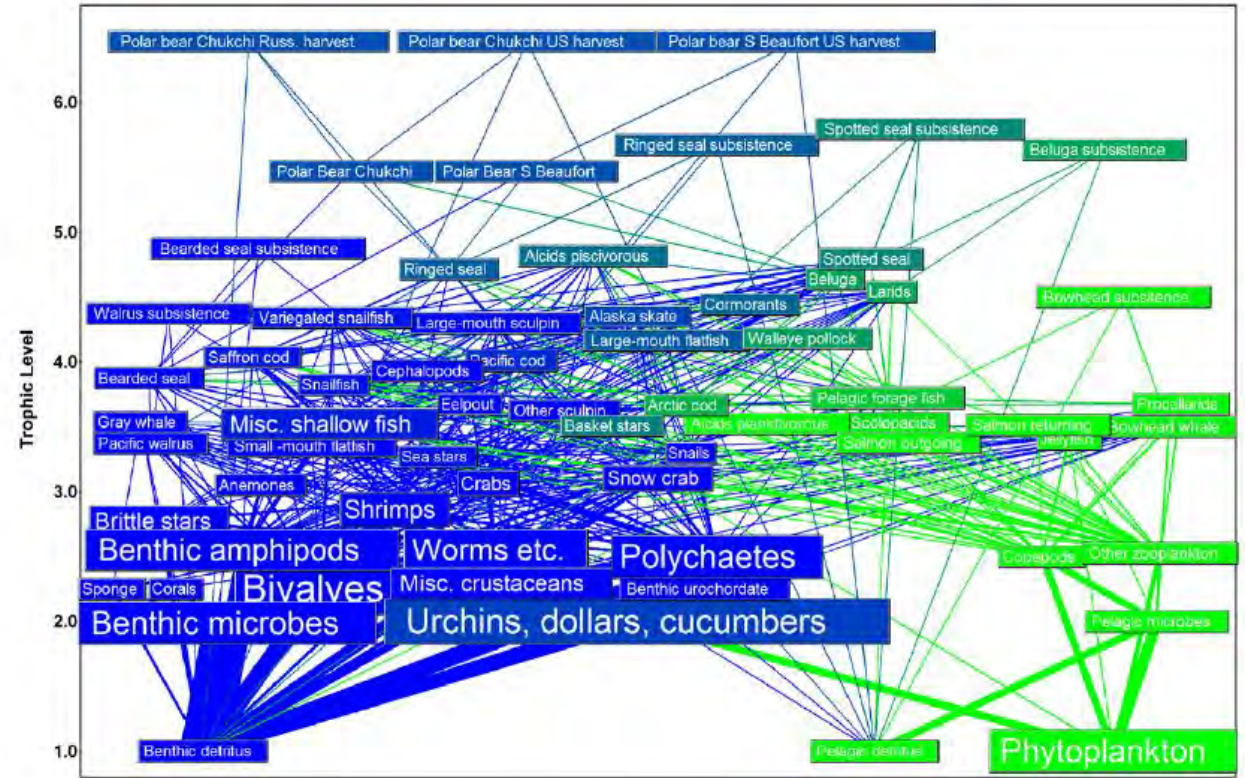 Polar bear Chukchi Russ. harvest
Polar bear Chukchi US harvest
Polar bear S Beaufort US harvest
6.0
Spotted seal subsistence
Ringed seal subsistence
Beluga subsistence
Polar Bear Chukchi
Polar Bear S Beaufort
5.0
Bearded seal subsistence
Alcids piscivorous
Spotted seal
Ringed seal
Beluga
Larids
Bowhead subsitence
Cormorants
Walrus subsistence
Variegated snailfish
Large-mouth sculpin
Alaska skate
Large-mouth flatfish
Walleye pollock
Trophic Level
4.0
Saffron cod
Pacific cod
Cephalopods
Bearded seal
Snailfish
Pelagic forage fish
Eelpout
Other sculpin
Arctic cod
Procellarids
Gray whale
Misc. shallow fish
Basket stars
Alcids planktivorous
Scolopacids
Salmon returning
Bowhead whale
Pacific walrus
Small -mouth flatfish
Salmon outgoing
Jellyfish
Sea stars
Snails
Anemones
Crabs
Snow crab
3.0
Brittle stars
Shrimps
Benthic amphipods
Worms etc.
Polychaetes
Copepods
Other zooplankton
Sponge
Corals
Bivalves
Misc. crustaceans
Benthic urochordate
2.0
Benthic microbes
Urchins, dollars, cucumbers
Pelagic microbes
1.0
Benthic detritus
Pelagic detritus
Phytoplankton